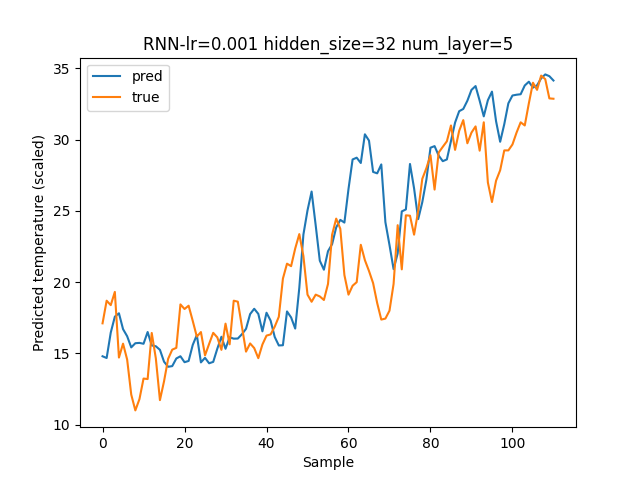 RNN-lr=0.001 hidden_size=32 num_layer=5
pred
true
Predicted temperature (scaled)
35
30
25
20
15
10
0 20 40 60 80 100
Sample